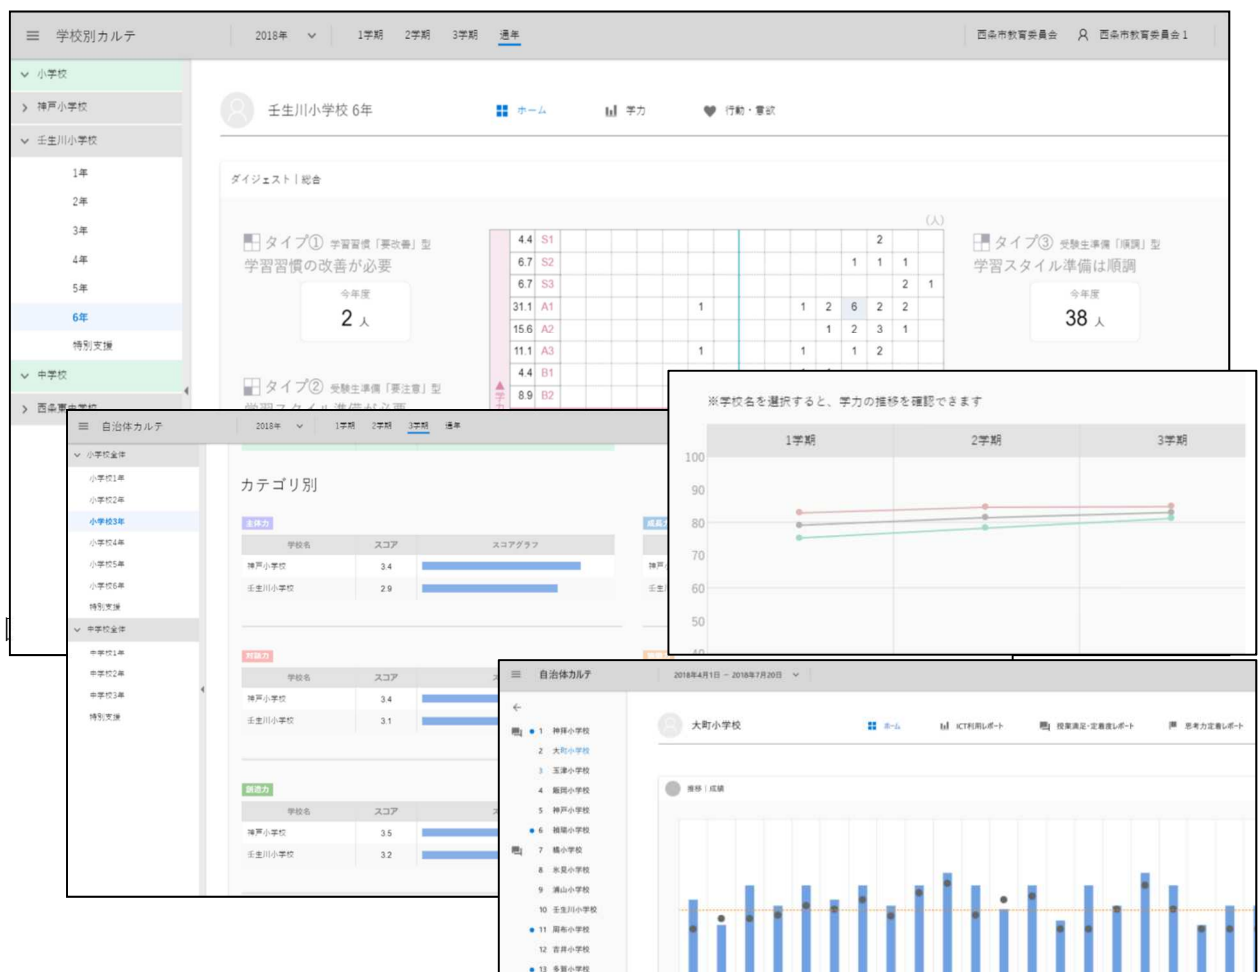 学校別カルテ 2018年 1学期 2学期 3学期 通年 西条市教育委員会 西条市教育委員会1
小学校
神戸小学校
壬生川小学校
1年
2年
3年
4年
5年
6年
特別支援
中学校
壬生川小学校 6年 ホーム 学力 行動・意欲
ダイジェスト | 総合
(人)
タイプ① 学習習慣「要改善」型
学習習慣の改善が必要
今年度
2 人
タイプ② 受験生準備「要注意」型
4.4 S1 2
6.7 S2 1 1 1
6.7 S3 2 1
31.1 A1 1 1 2 6 2 2
15.6 A2 1 2 3 1
11.1 A3 1 1 1 2
4.4 B1
8.9 B2
タイプ③ 受験生準備「順調」型
学習スタイル準備は順調
今年度
38 人
※学校名を選択すると、学力の推移を確認できます
1学期 2学期 3学期
100
90
80
70
60
50
自治体カルテ 2018年 1学期 2学期 3学期 通年
小学校全体
小学校1年
小学校2年
小学校3年
小学校4年
小学校5年
小学校6年
特別支援
中学校全体
中学校1年
中学校2年
中学校3年
特別支援
カテゴリ別
主体力
学校名 スコア スコアグラフ
神戸小学校 3.4
壬生川小学校 2.9
学校名 スコア
神戸小学校 3.4
壬生川小学校 3.1
創造力
学校名 スコア
神戸小学校 3.5
壬生川小学校 3.2
自治体カルテ 2018年4月1日 − 2018年7月20日
1 神拝小学校
2 大町小学校
3 玉津小学校
4 飯岡小学校
5 神戸小学校
6 禎瑞小学校
7 橘小学校
8 氷見小学校
9 浦山小学校
10 壬生川小学校
11 周布小学校
12 吉井小学校
13 多賀小学校
大町小学校 ホーム ICT利用レポート 授業満足・定着度レポート 思考力定着レポート
推移 | 成績